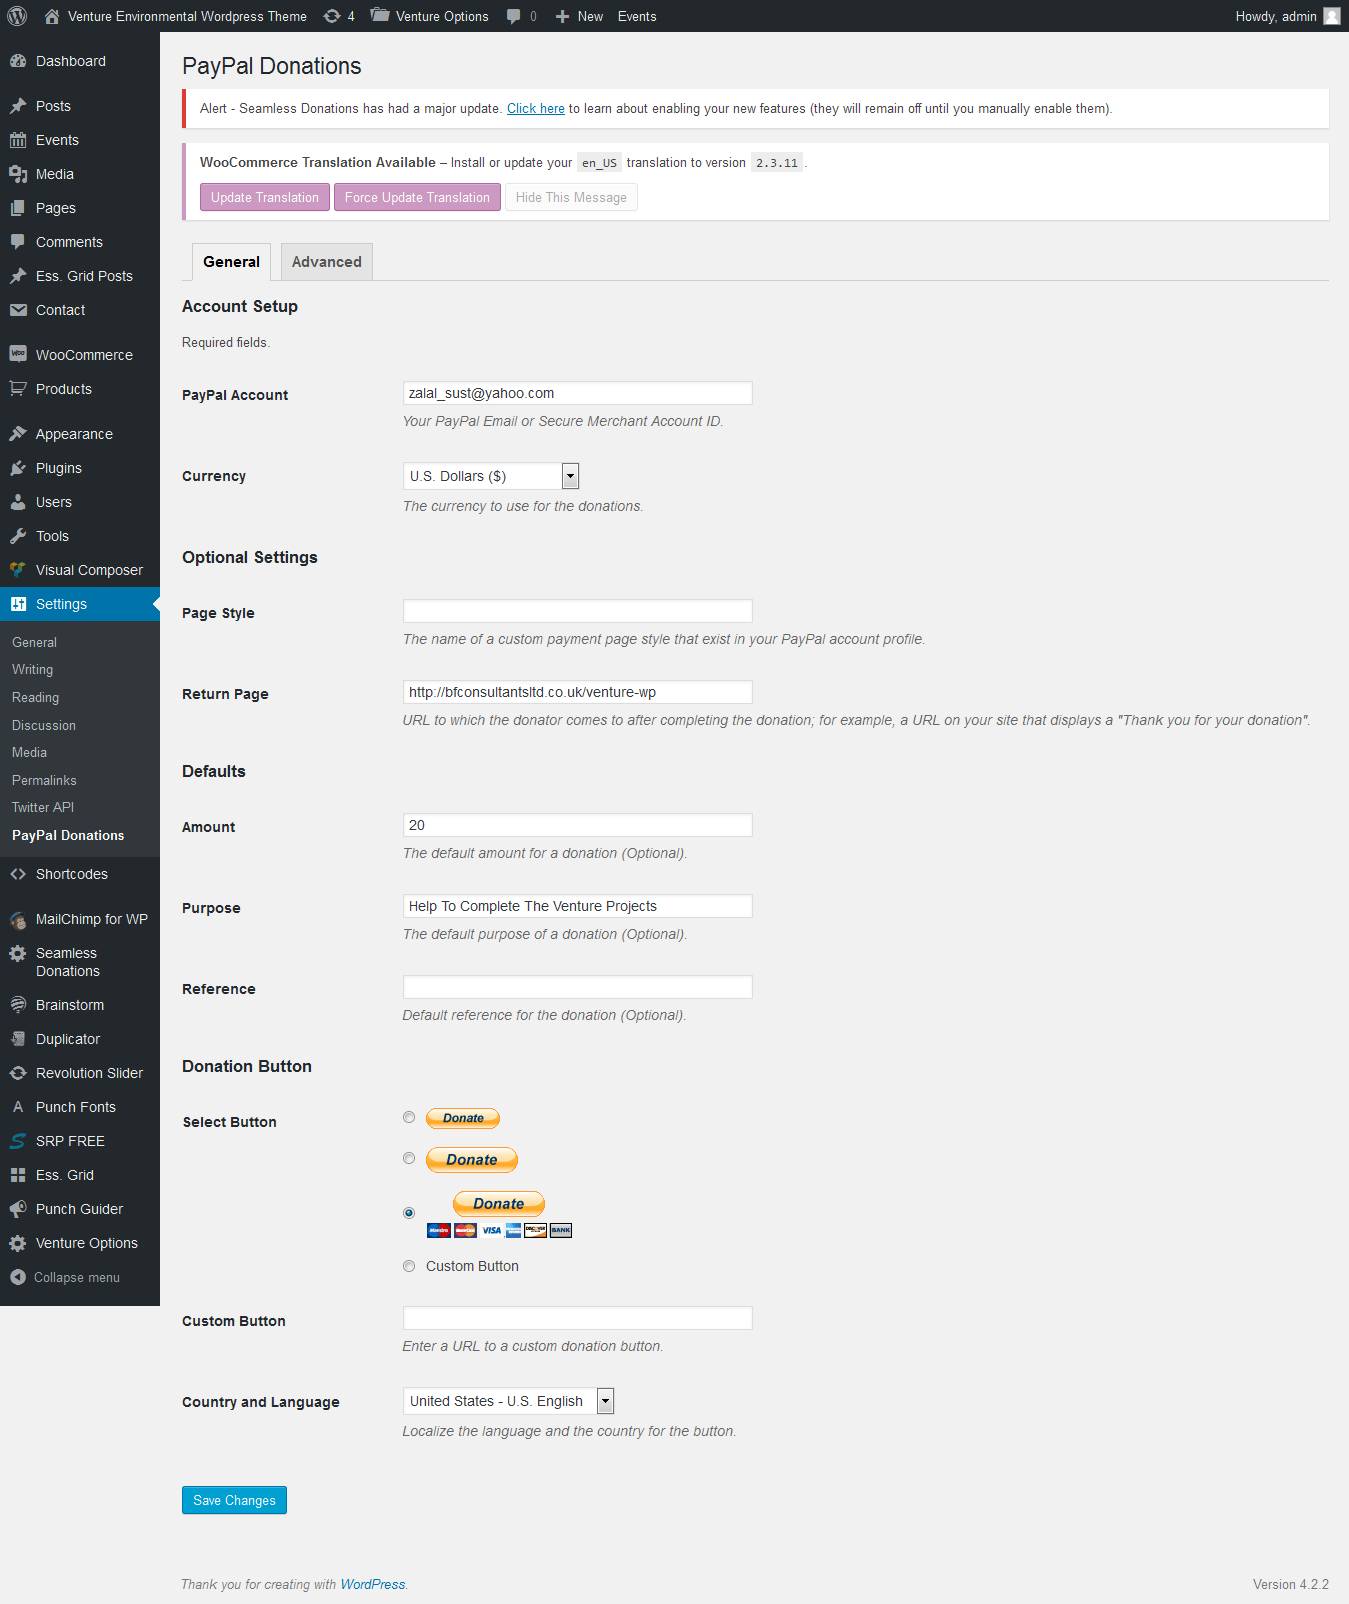 Venture Environmental Wordpress Theme 4 Venture Options 0 New Events Howdy, admin
Dashboard
Posts
Events
Media
Pages
Comments
Ess. Grid Posts
Contact
WooCommerce
Products
Appearance
Plugins
Users
Tools
Visual Composer
Settings
General
Writing
Reading
Discussion
Media
Permalinks
Twitter API
PayPal Donations
Shortcodes
MailChimp for WP
Seamless
Donations
Brainstorm
Duplicator
Revolution Slider
Punch Fonts
SRP FREE
Ess. Grid
Punch Guider
Venture Options
Collapse menu
PayPal Donations
Alert - Seamless Donations has had a major update. Click here to learn about enabling your new features (they will remain off until you manually enable them).
WooCommerce Translation Available – Install or update your en_US translation to version 2.3.11.
Update Translation Force Update Translation Hide This Message
General Advanced
Account Setup
Required fields.
PayPal Account zalal_sust@yahoo.com
Your PayPal Email or Secure Merchant Account ID.
Currency U.S. Dollars ($)
The currency to use for the donations.
Optional Settings
Page Style
The name of a custom payment page style that exist in your PayPal account profile.
Return Page http://bfconsultantsltd.co.uk/venture-wp
URL to which the donator comes to after completing the donation; for example, a URL on your site that displays a "Thank you for your donation".
Defaults
Amount 20
The default amount for a donation (Optional).
Purpose Help To Complete The Venture Projects
The default purpose of a donation (Optional).
Reference
Default reference for the donation (Optional).
Donation Button
Select Button Donate
Donate
Donate
Maestro MasterCard VISA DISCOVER BANK
Custom Button
Custom Button
Enter a URL to a custom donation button.
Country and Language United States - U.S. English
Localize the language and the country for the button.
Save Changes
Thank you for creating with WordPress. Version 4.2.2